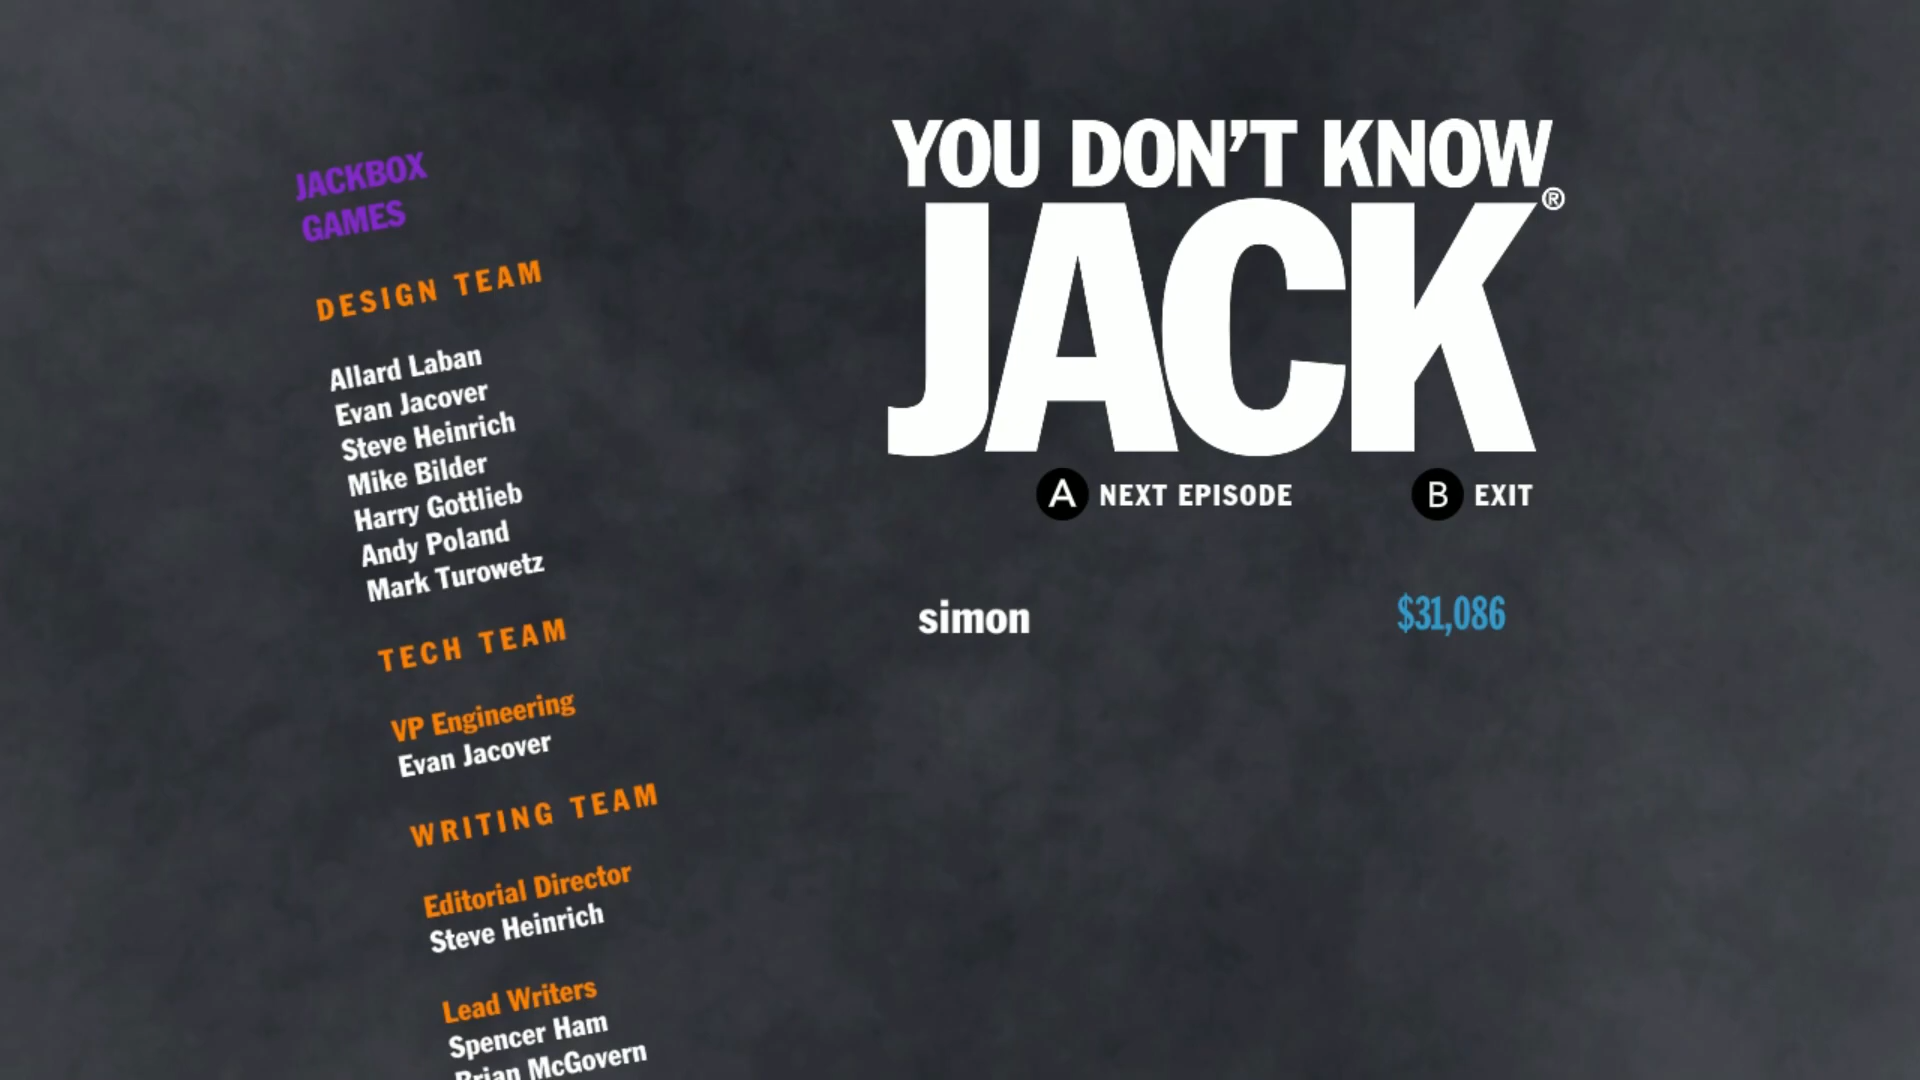 JACKBOX
GAMES
DESIGN TEAM
Allard Laban
Evan Jacover
Steve Heinrich
Mike Bilder
Harry Gottlieb
Andy Poland
Mark Turowetz
TECH TEAM
VP Engineering
Evan Jacover
WRITING TEAM
Editorial Director
Steve Heinrich
Lead Writers
Spencer Ham
Brian McGovern
YOU DON'T KNOW
JACK®
A NEXT EPISODE B EXIT
simon $31,086